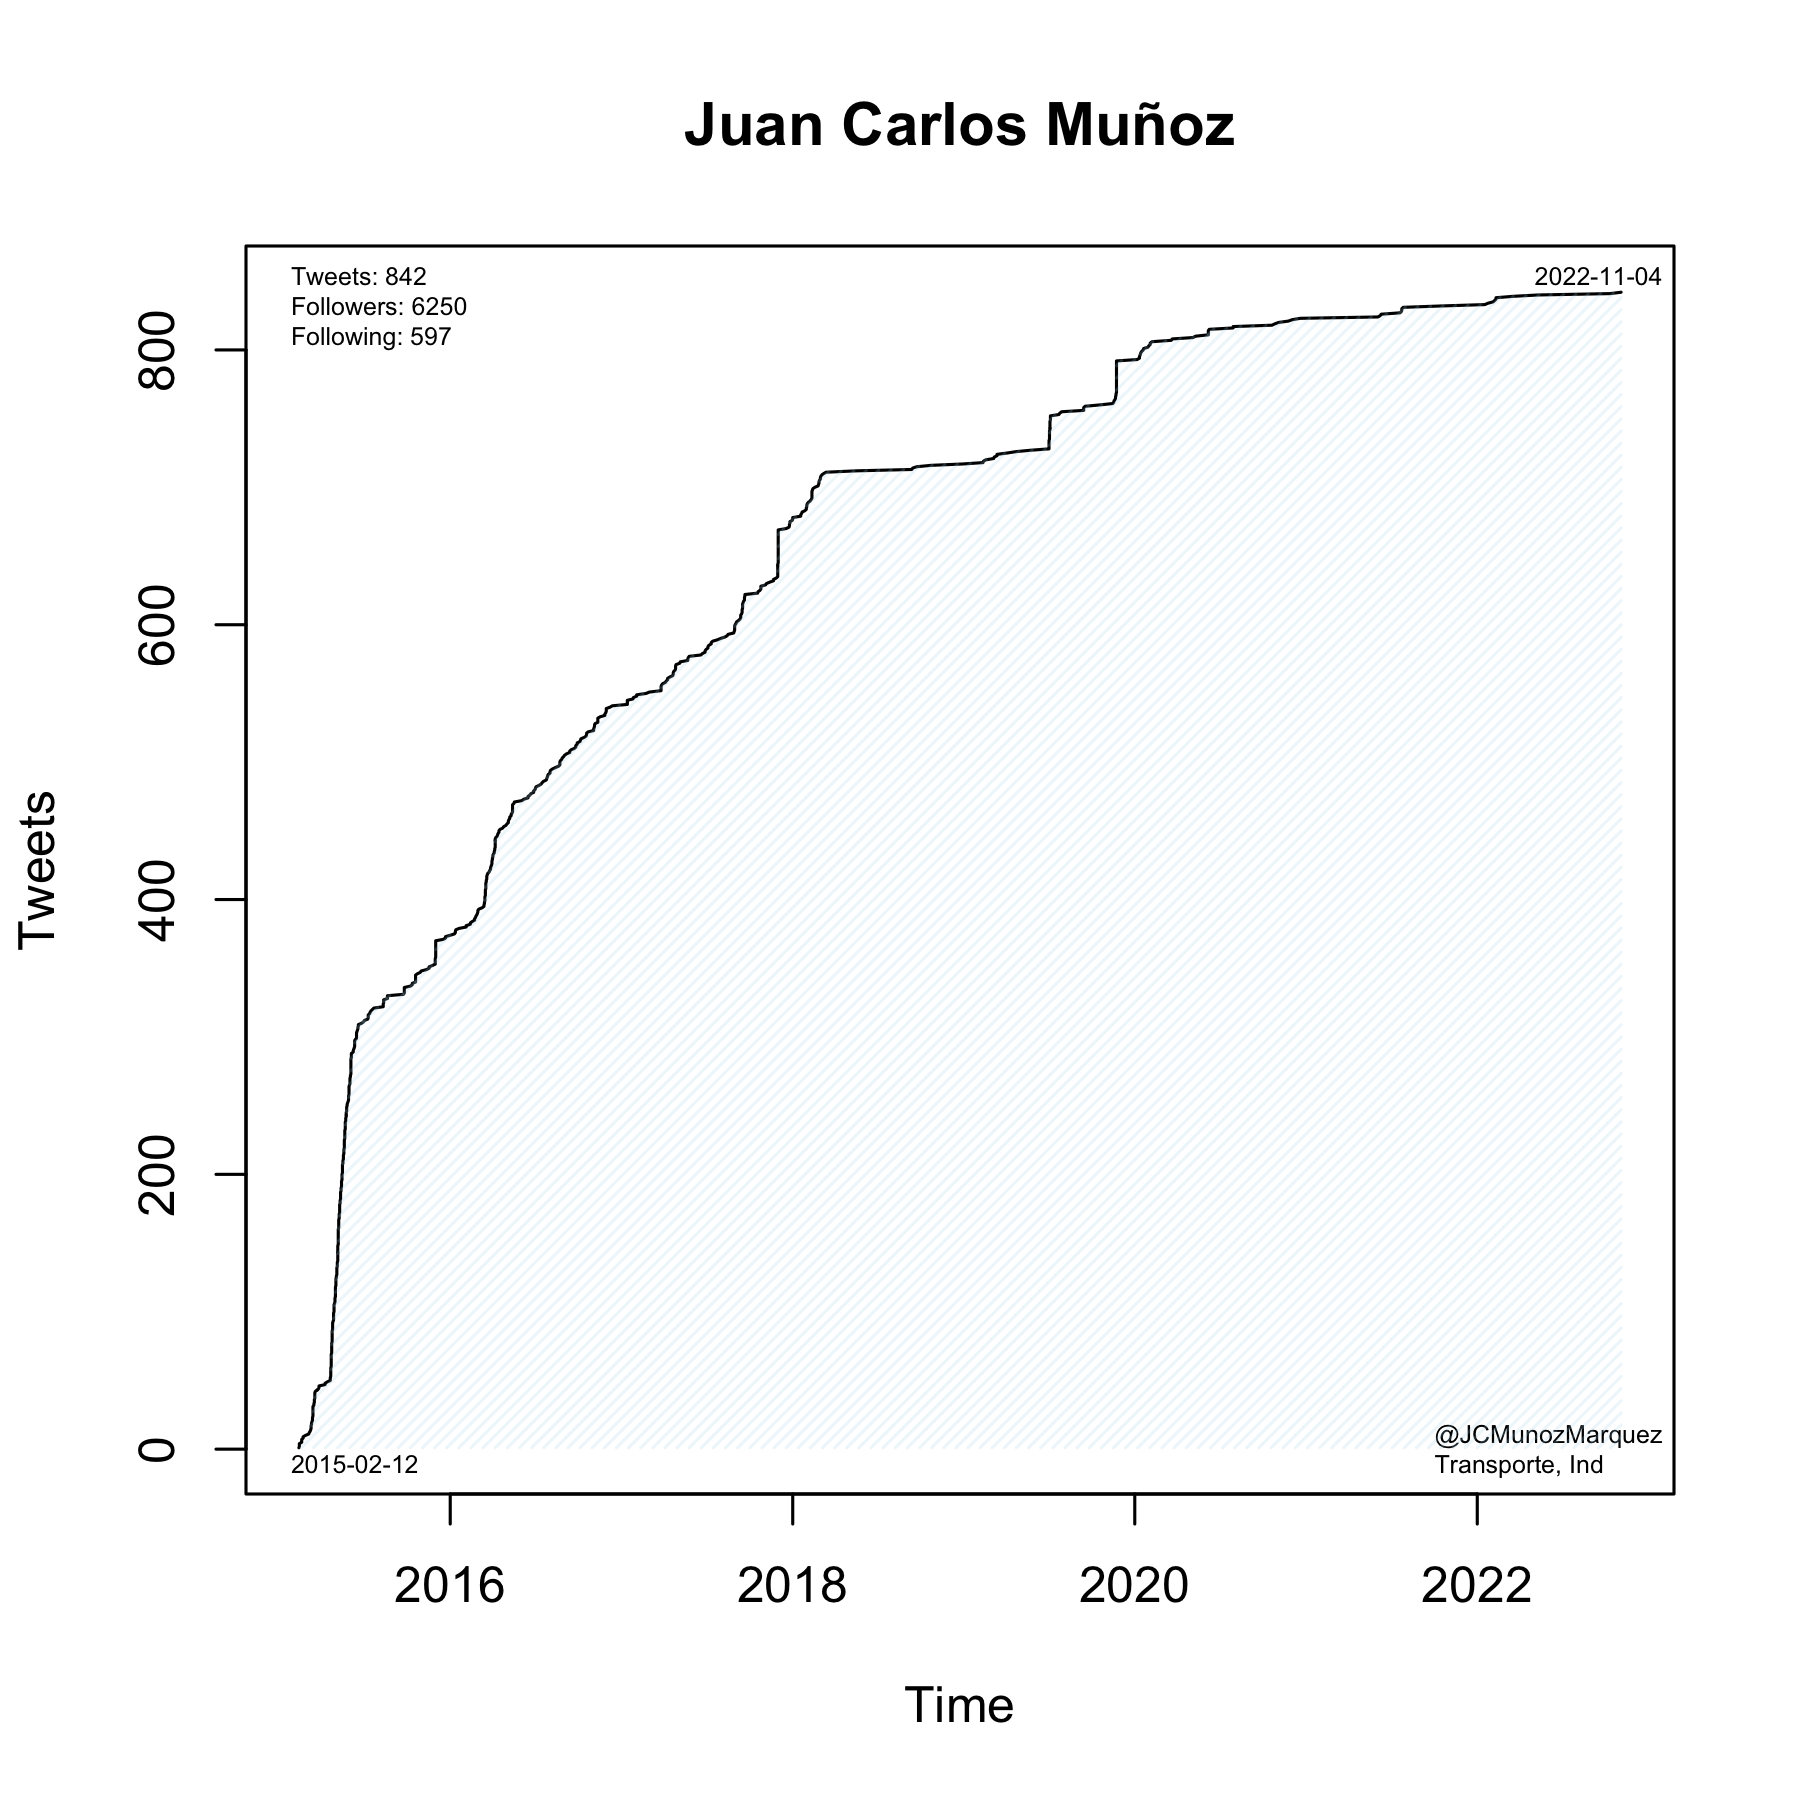 Juan Carlos Muñoz
Tweets: 842
Followers: 6250
Following: 597
2022-11-04
800
600
400
200
0
Tweets
@JCMunozMarquez
Transporte, Ind
2015-02-12
2016
2018
2020
2022
Time